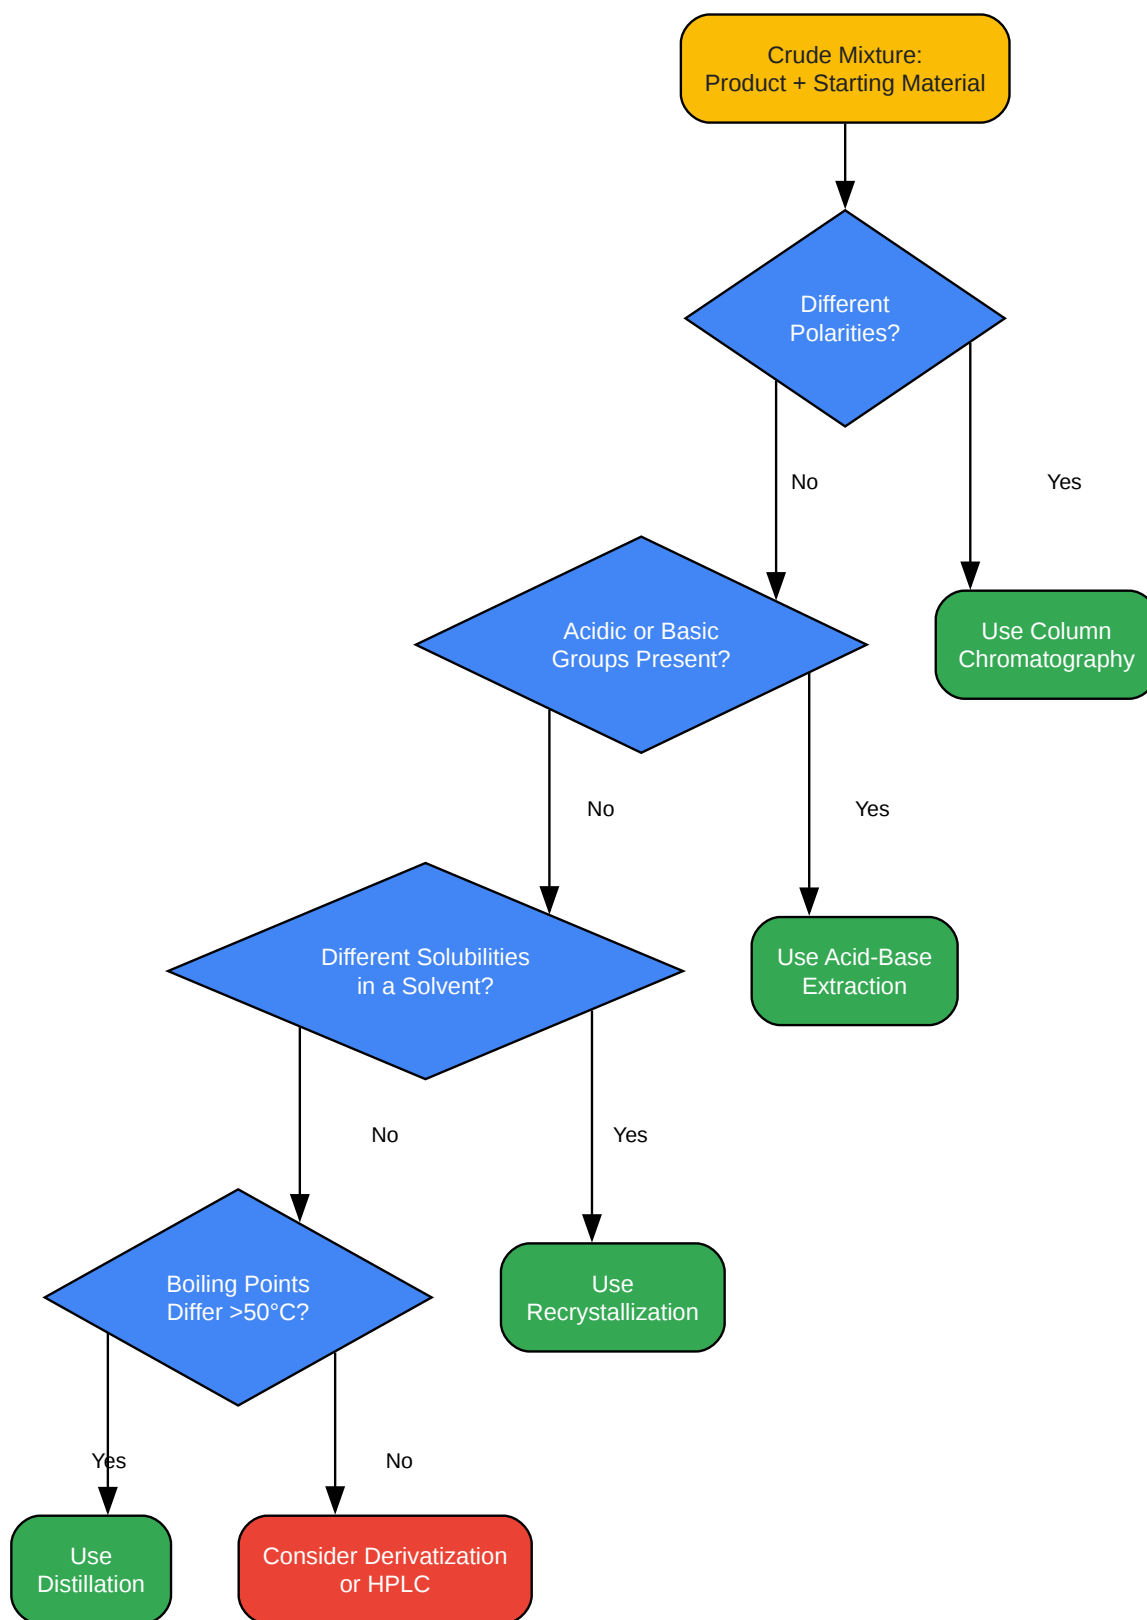 Crude Mixture:
Product + Starting Material
Different
Polarities?
No
Yes
Acidic or Basic
Groups Present?
Use Column
Chromatography
No
Yes
Different Solubilities
in a Solvent?
Use Acid-Base
Extraction
No
Yes
Boiling Points
Differ >50°C?
Use
Recrystallization
Yes
No
Use
Distillation
Consider Derivatization
or HPLC